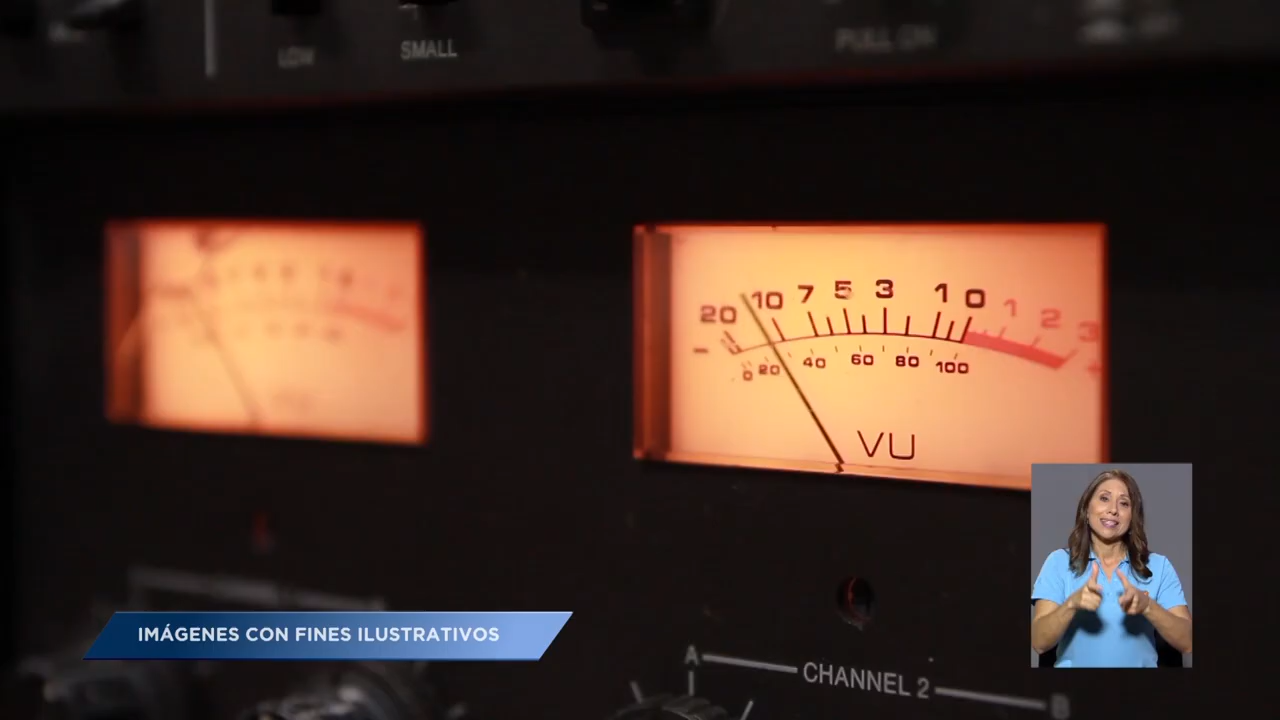 LOW
SMALL
PULL ON
20 10 7 5 3 1 0 1 2 3
- 0 20 40 60 80 100 +
VU
IMÁGENES CON FINES ILUSTRATIVOS
A CHANNEL 2 B